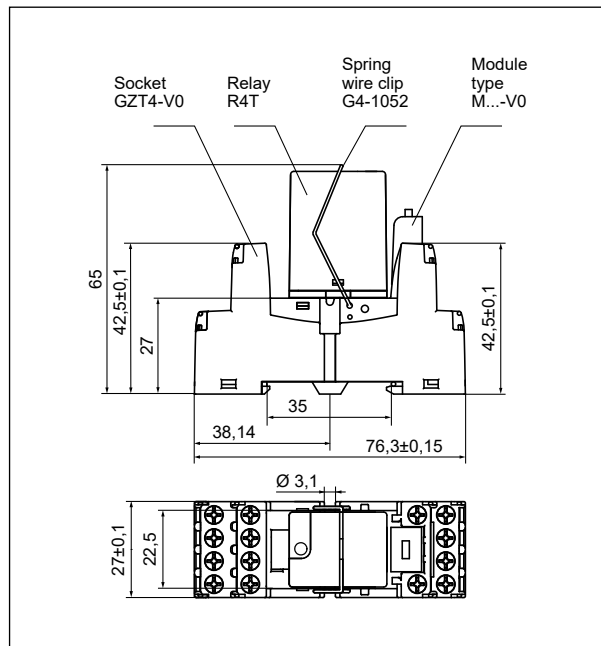 Socket
GZT4-V0
Relay
R4T
Spring
wire clip
G4-1052
Module
type
M...-V0
65
42,5±0,1
27
42,5±0,1
35
38,14
76,3±0,15
Ø 3,1
27±0,1
22,5